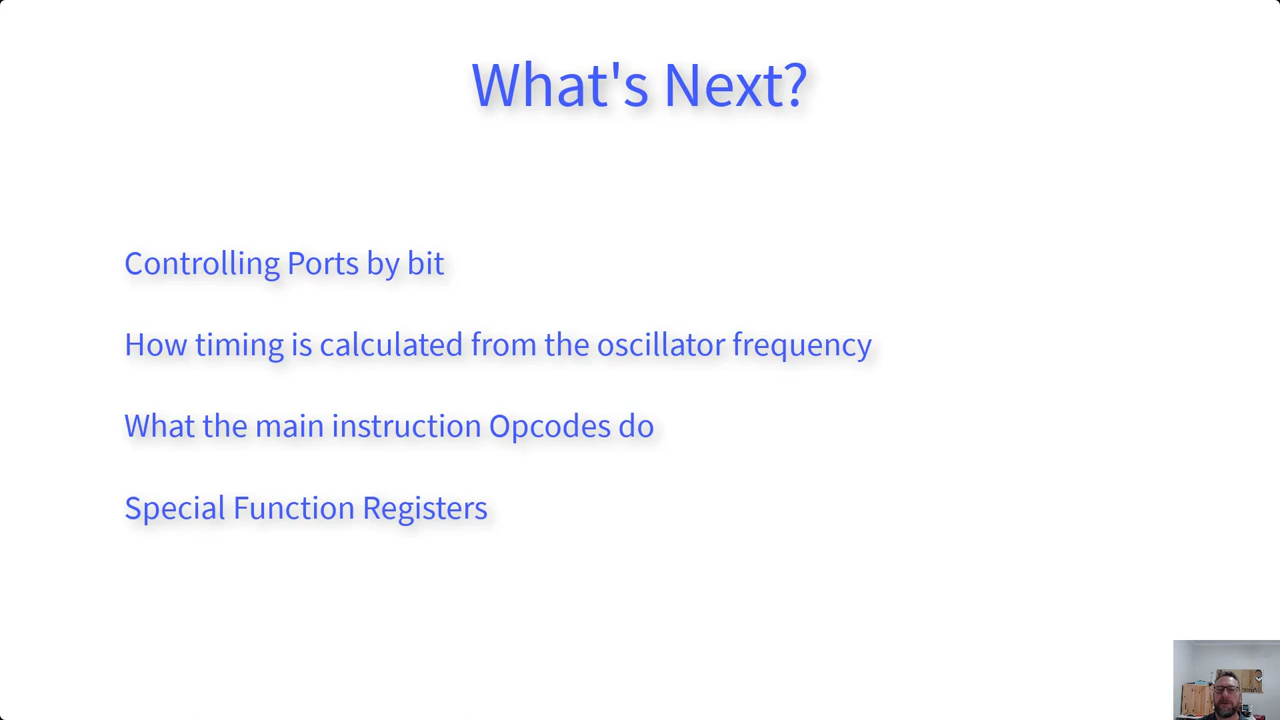 What's Next?
Controlling Ports by bit
How timing is calculated from the oscillator frequency
What the main instruction Opcodes do
Special Function Registers